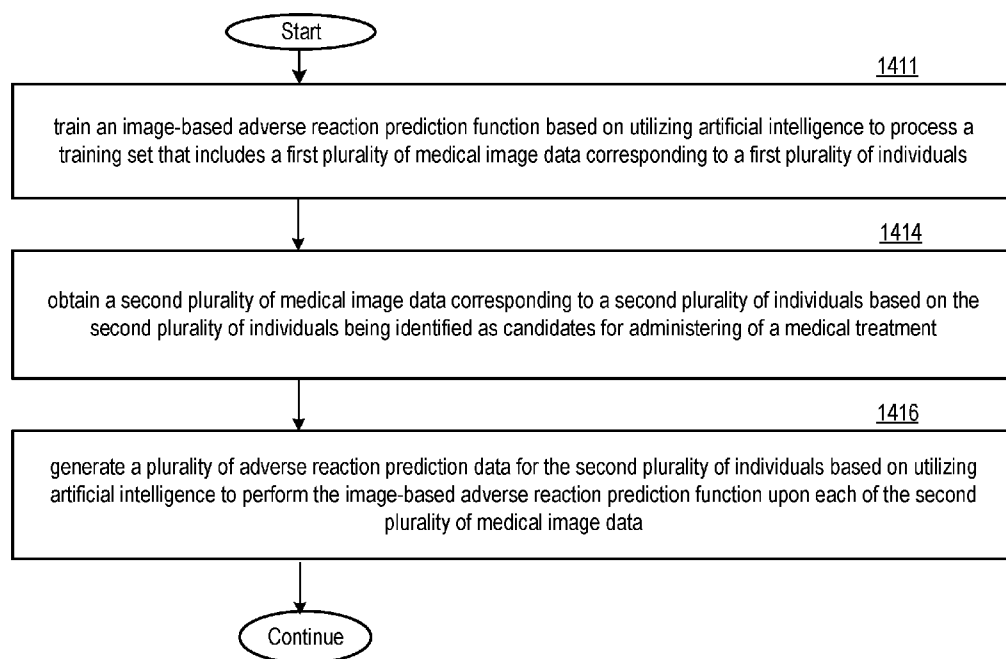 Start
1411
train an image-based adverse reaction prediction function based on utilizing artificial intelligence to process a
training set that includes a first plurality of medical image data corresponding to a first plurality of individuals
1414
obtain a second plurality of medical image data corresponding to a second plurality of individuals based on the
second plurality of individuals being identified as candidates for administering of a medical treatment
1416
generate a plurality of adverse reaction prediction data for the second plurality of individuals based on utilizing
artificial intelligence to perform the image-based adverse reaction prediction function upon each of the second
plurality of medical image data
Continue